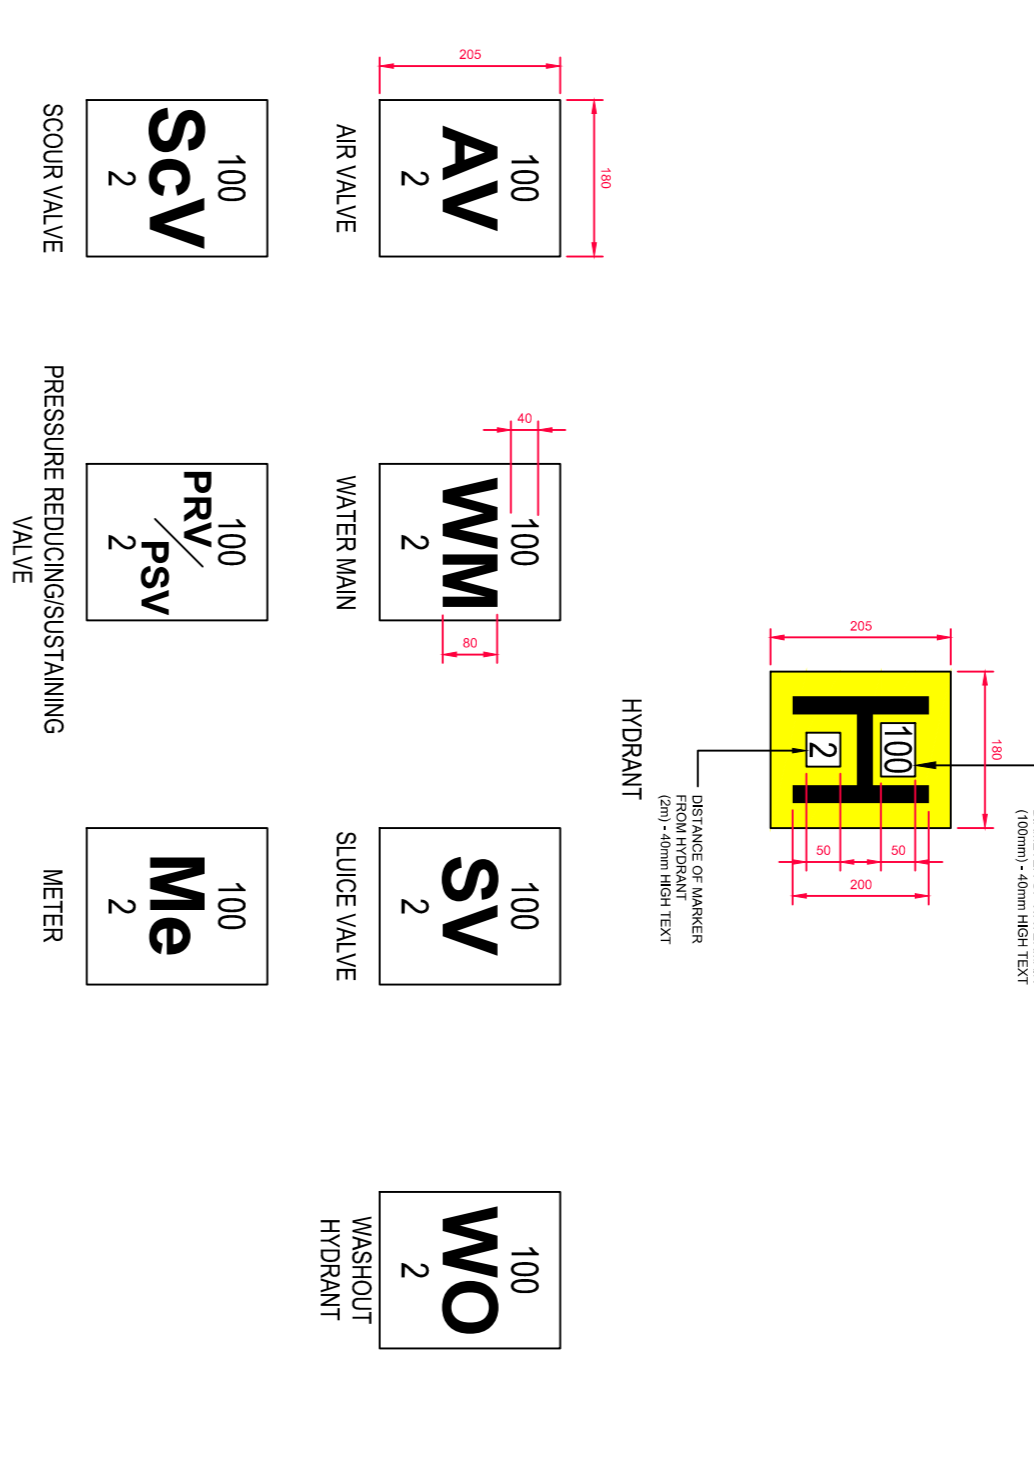 (100mm) - 40mm HIGH TEXT
180
205
100
2
50
50
200
DISTANCE OF MARKER
FROM HYDRANT
(2m) - 40mm HIGH TEXT
HYDRANT
180
205
100
AV
2
AIR VALVE
40
100
WM
2
80
WATER MAIN
100
SV
2
SLUICE VALVE
100
WO
2
WASHOUT
HYDRANT
100
ScV
2
SCOUR VALVE
100
PRV/PSV
2
PRESSURE REDUCING/SUSTAINING
VALVE
100
Me
2
METER